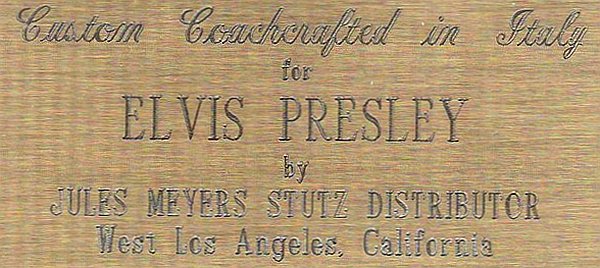 Custom Coachcrafted in Italy
for
ELVIS PRESLEY
by
JULES MEYERS STUTZ DISTRIBUTOR
West Los Angeles, California